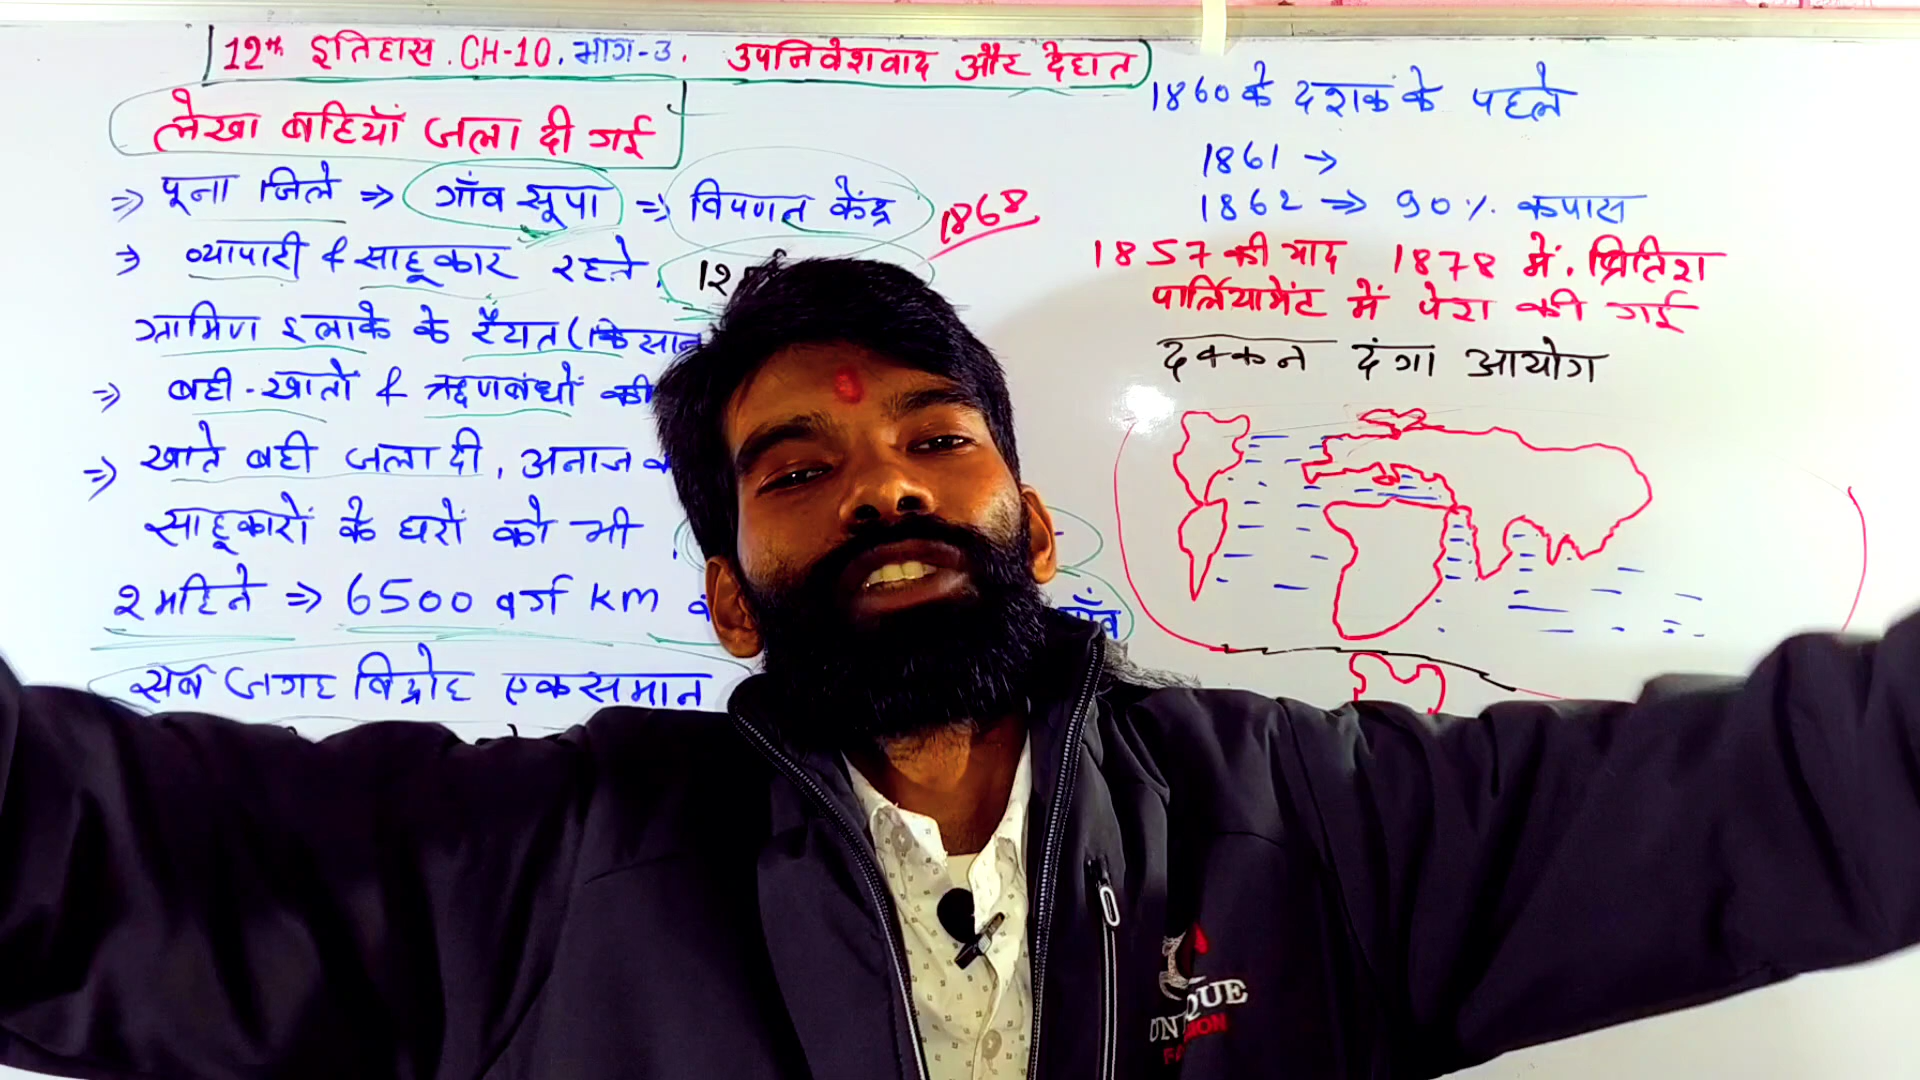 12th इतिहास. CH-10. भाग-3. उपनिवेशवाद और देहात
लेखा बहियाँ जला दी गई
⇒ पूना जिले ⇒ गाँव सूपा ⇒ विपणन केंद्र
1868
⇒ व्यापारी & साहूकार रहते. 12
ग्रामिण इलाके के रैयत (किसान
⇒ बही-खातों & ऋणबंधों की
⇒ खाते बही जला दी, अनाज
साहूकारों के घरों को भी
2 महिने ⇒ 6500 वर्ग km
गाँव
सब जगह विद्रोह एकसमान
1860 के दशक के पहले
1861 →
1862 ⇒ 90% कपास
1857 की याद 1878 में. ब्रितिश
पार्लियामेंट में पेश की गई
दक्कन दंगा आयोग
UNIQUE